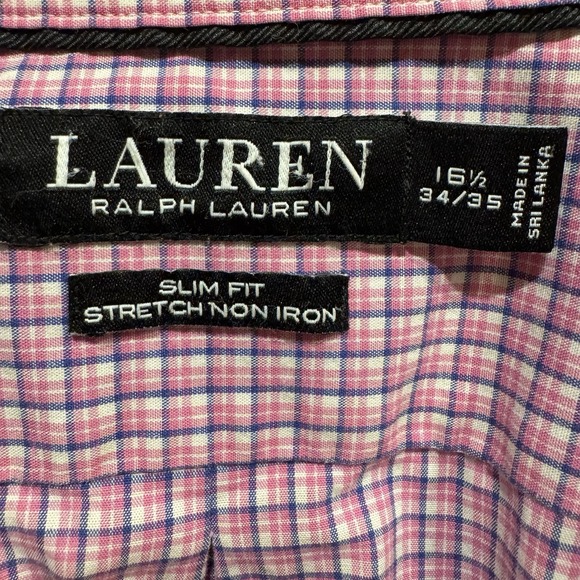 LAUREN
RALPH LAUREN
16½
34/35
MADE IN
SRI LANKA
SLIM FIT
STRETCH NON IRON